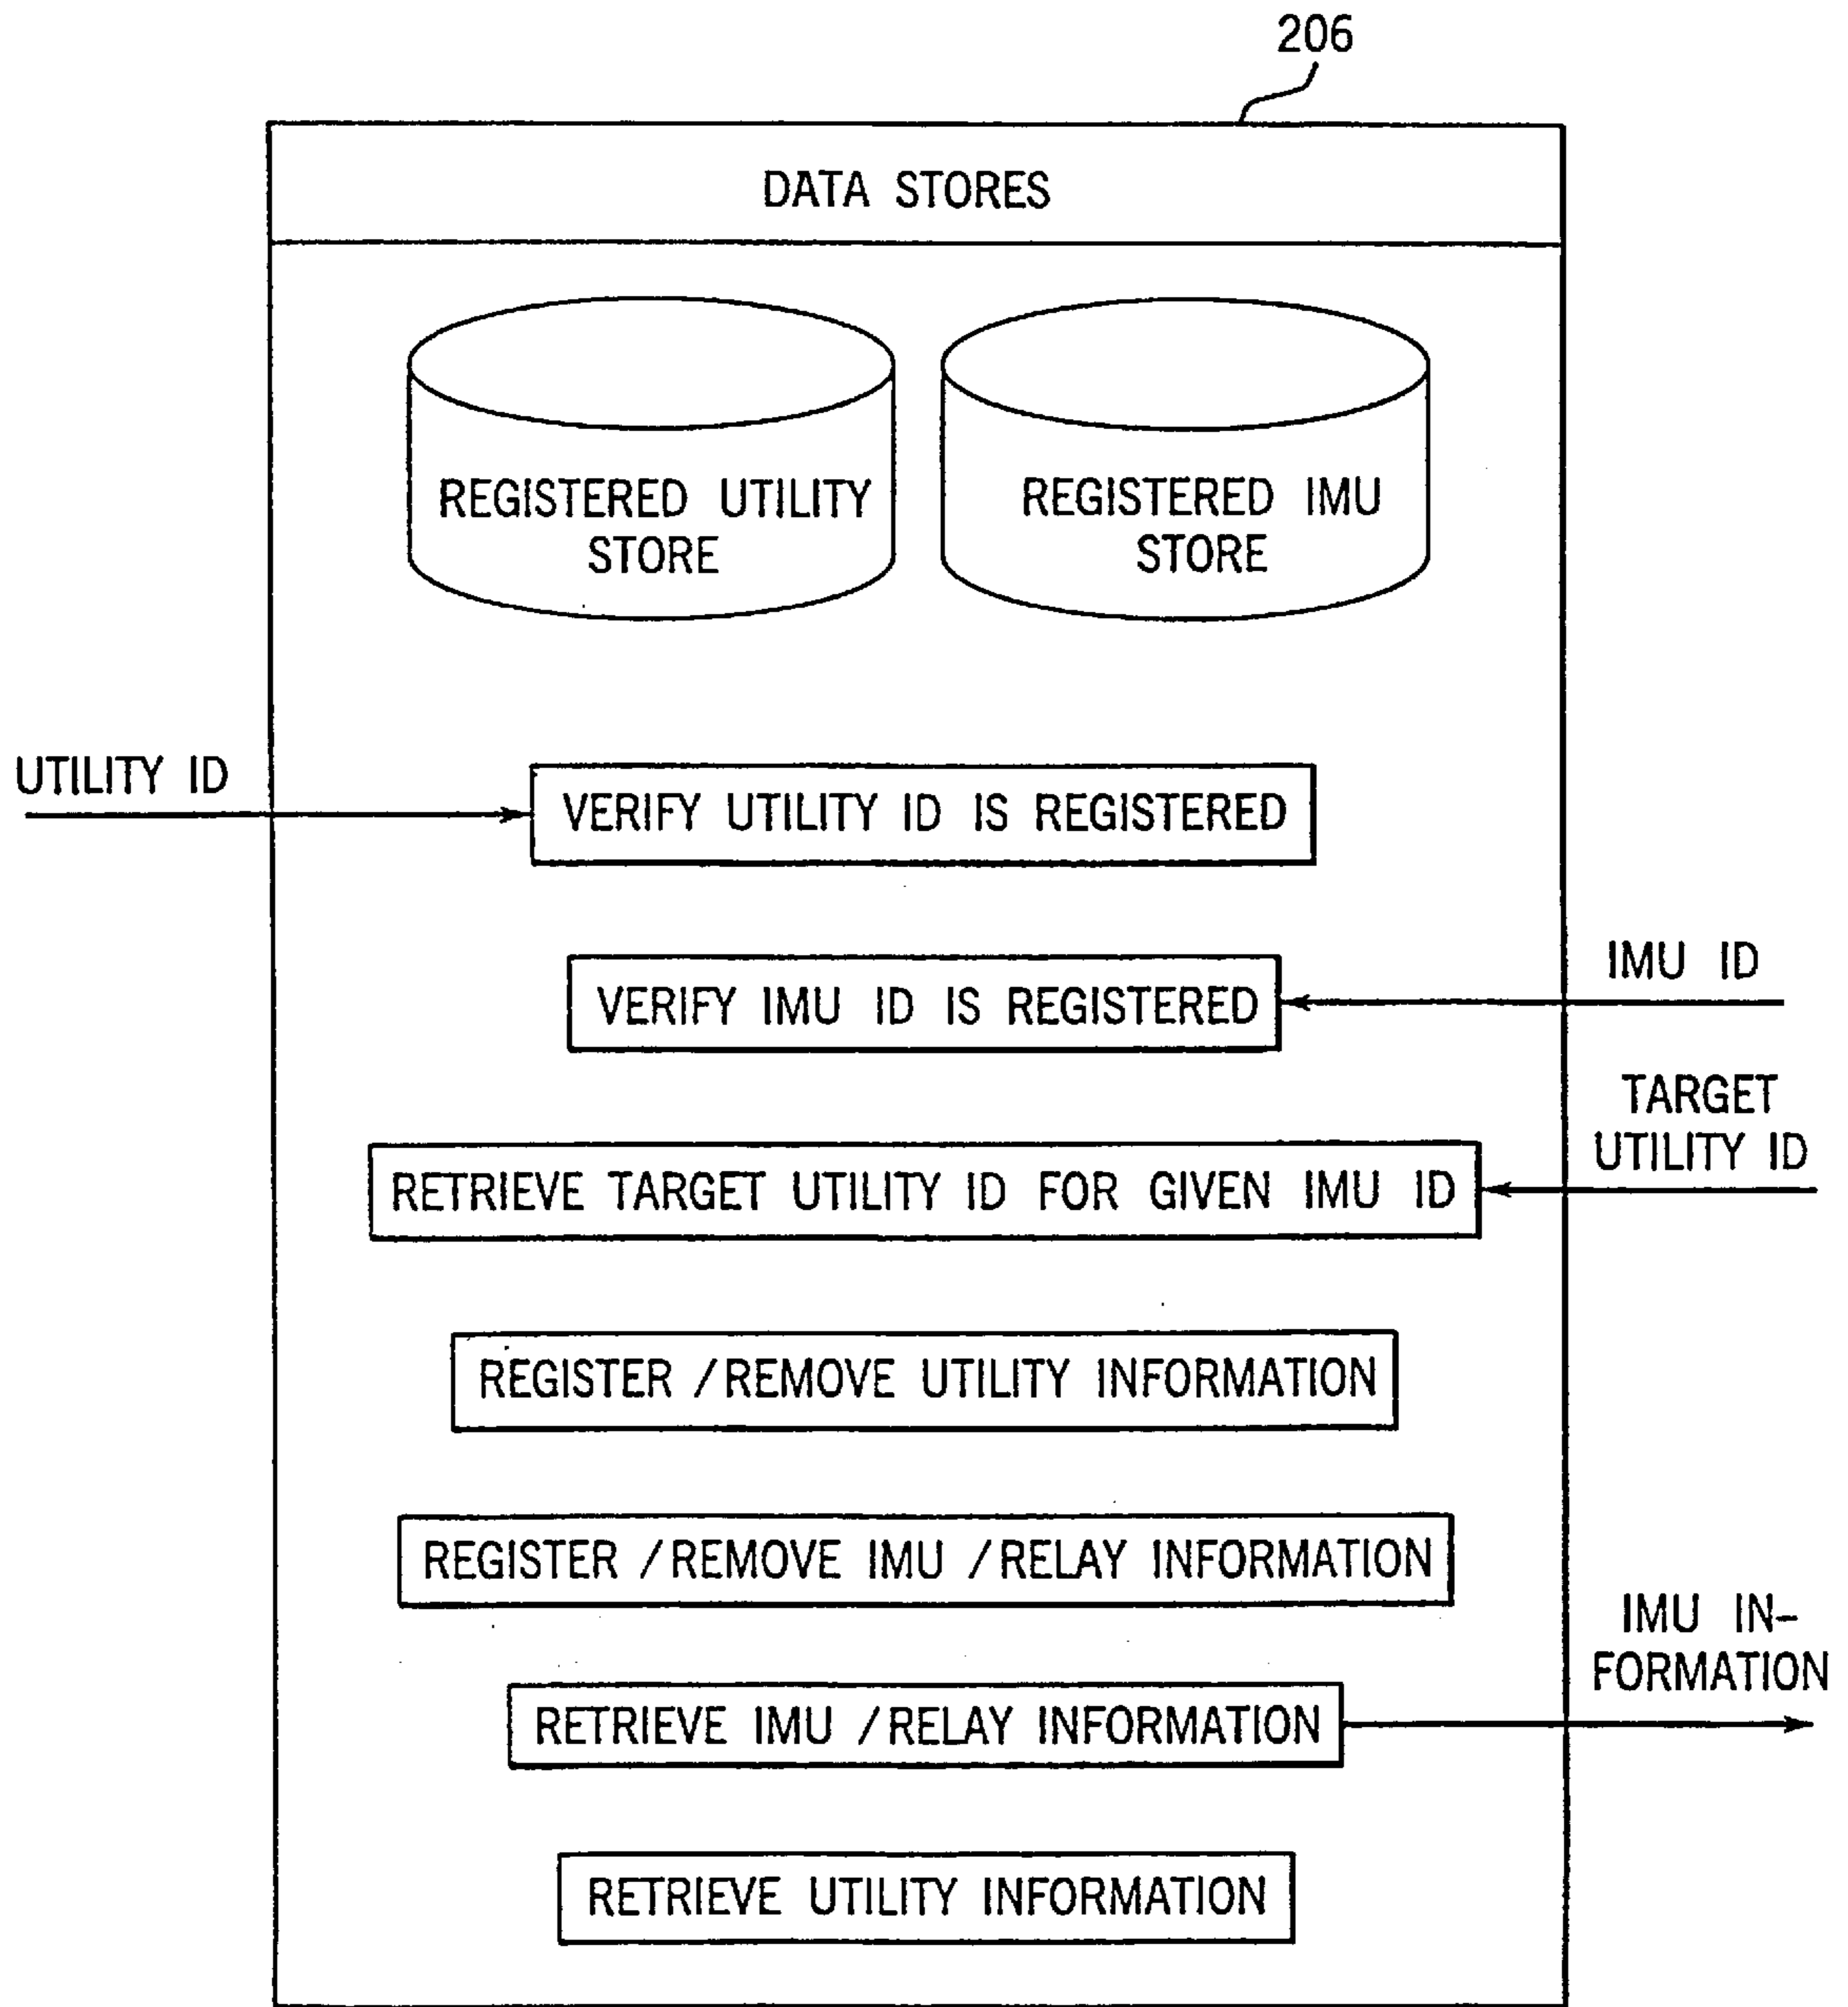 206
DATA STORES
REGISTERED UTILITY
STORE
REGISTERED IMU
STORE
UTILITY ID
VERIFY UTILITY ID IS REGISTERED
IMU ID
VERIFY IMU ID IS REGISTERED
TARGET
UTILITY ID
RETRIEVE TARGET UTILITY ID FOR GIVEN IMU ID
REGISTER /REMOVE UTILITY INFORMATION
REGISTER /REMOVE IMU /RELAY INFORMATION
IMU IN-
FORMATION
RETRIEVE IMU /RELAY INFORMATION
RETRIEVE UTILITY INFORMATION